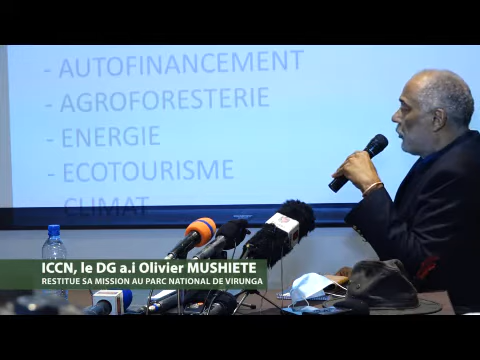 - AUTOFINANCEMENT
- AGROFORESTERIE
- ENERGIE
- ECOTOURISME
- CLIMAT
ICCN, le DG a.i Olivier MUSHIETE
RESTITUE SA MISSION AU PARC NATIONAL DE VIRUNGA